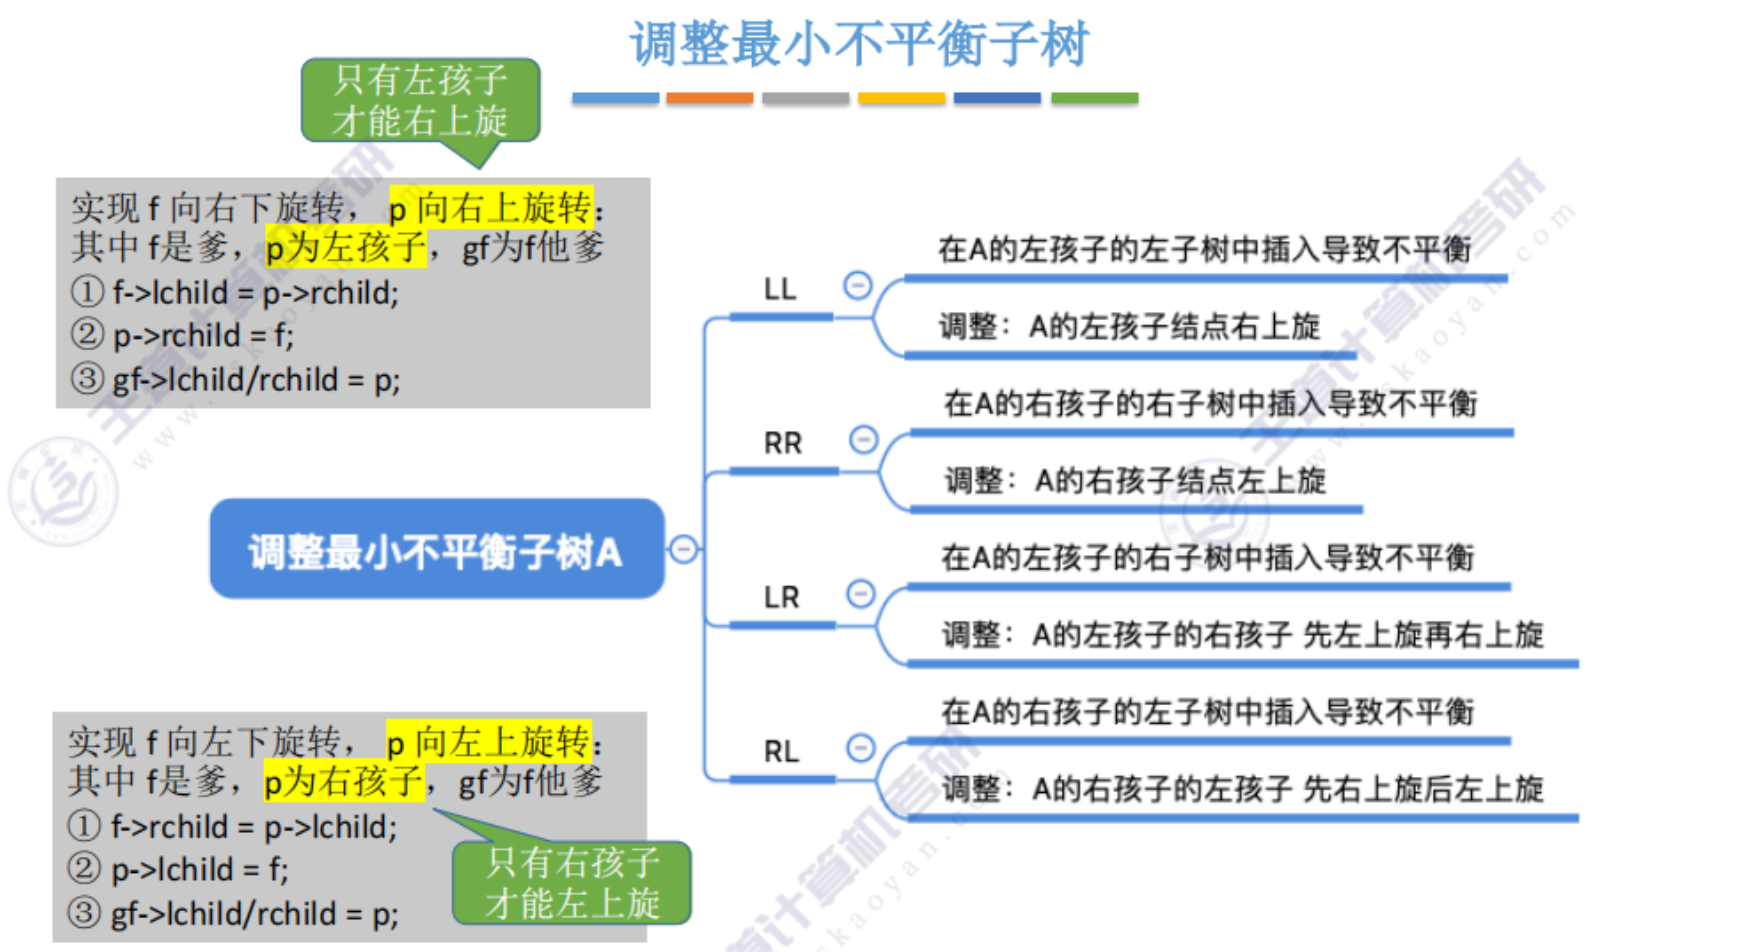 调整最小不平衡子树
只有左孩子
才能右上旋
实现 f 向右下旋转， p 向右上旋转：
其中 f是爹，p为左孩子，gf为f他爹
① f->lchild = p->rchild;
② p->rchild = f;
③ gf->lchild/rchild = p;
调整最小不平衡子树A
LL
在A的左孩子的左子树中插入导致不平衡
调整：A的左孩子结点右上旋
RR
在A的右孩子的右子树中插入导致不平衡
调整：A的右孩子结点左上旋
LR
在A的左孩子的右子树中插入导致不平衡
调整：A的左孩子的右孩子 先左上旋再右上旋
RL
在A的右孩子的左子树中插入导致不平衡
调整：A的右孩子的左孩子 先右上旋后左上旋
实现 f 向左下旋转， p 向左上旋转：
其中 f是爹，p为右孩子，gf为f他爹
① f->rchild = p->lchild;
② p->lchild = f;
③ gf->lchild/rchild = p;
只有右孩子
才能左上旋